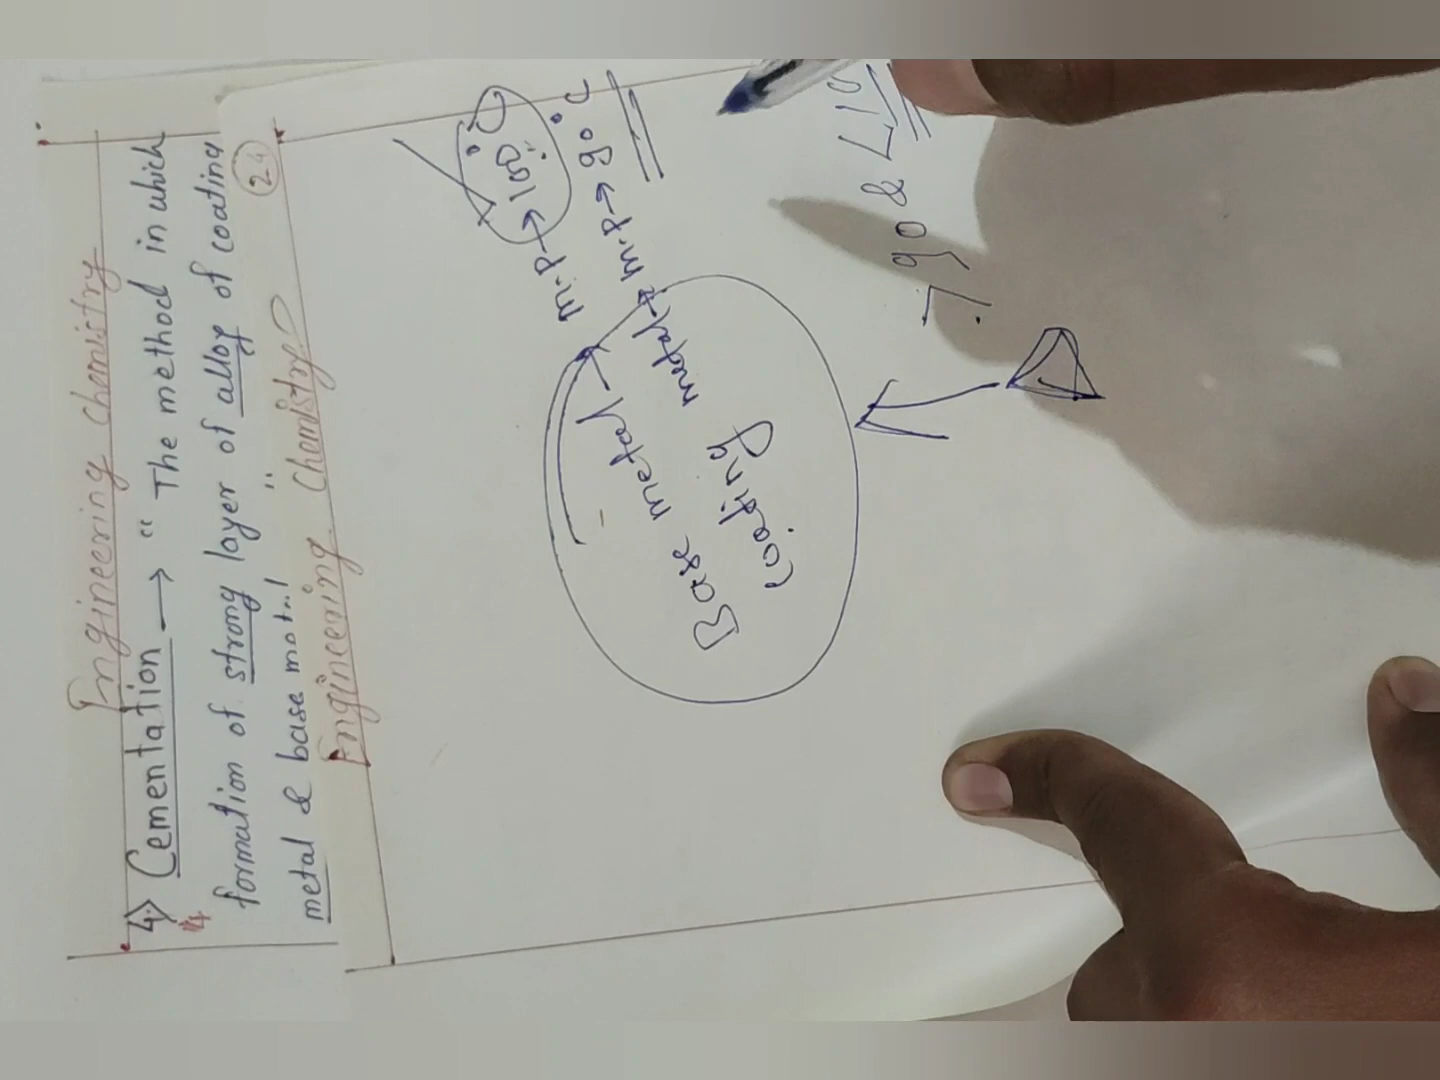 Engineering Chemistry
4> Cementation → " The method in which
4
formation of strong layer of alloy of coating
metal & base
"
24
Engineering Chemistry
m.p → 100°C
Base metal → m.p → 90°C
Coating metal
> 90 &